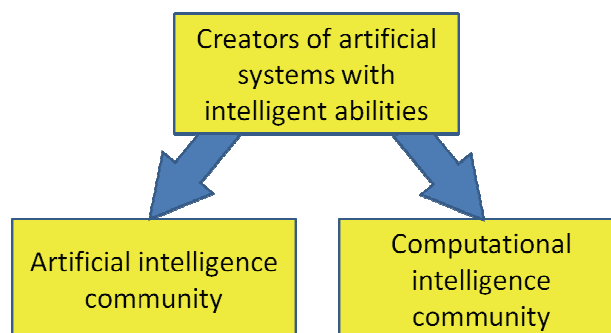 Creators of artificial
systems with
intelligent abilities
Artificial intelligence
community
Computational
intelligence
community